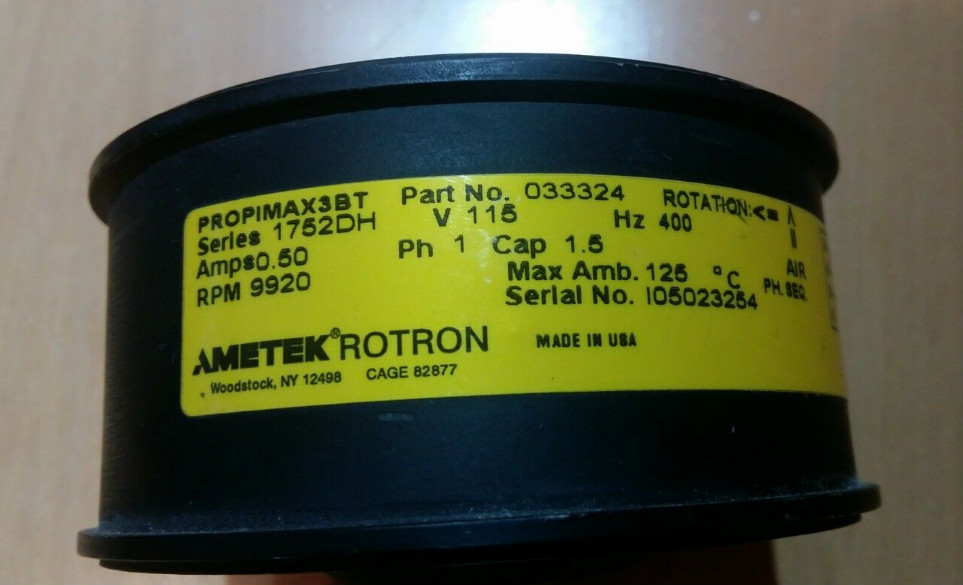 PROPIMAX3BT Part No. 033324 ROTATION:<=
Series 1752DH V 115 Hz 400
Amps0.50 Ph 1 Cap 1.5 AIR
RPM 9920 Max Amb. 125 °C PH. SEQ.
Serial No. I05023254
AMETEK® ROTRON MADE IN USA
Woodstock, NY 12498 CAGE 82877